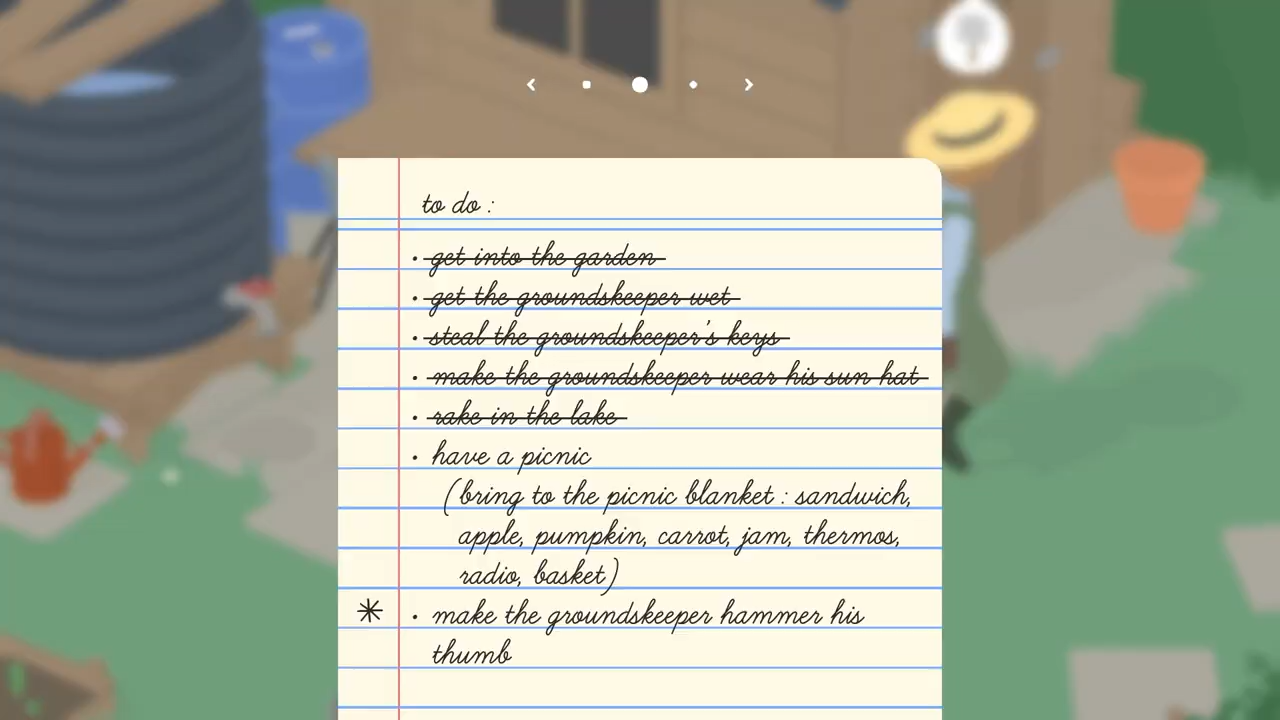 to do :
• get into the garden
• get the groundskeeper wet
• steal the groundskeeper's keys
• make the groundskeeper wear his sun hat
• rake in the lake
• have a picnic
(bring to the picnic blanket : sandwich,
apple, pumpkin, carrot, jam, thermos,
radio, basket)
• make the groundskeeper hammer his
thumb